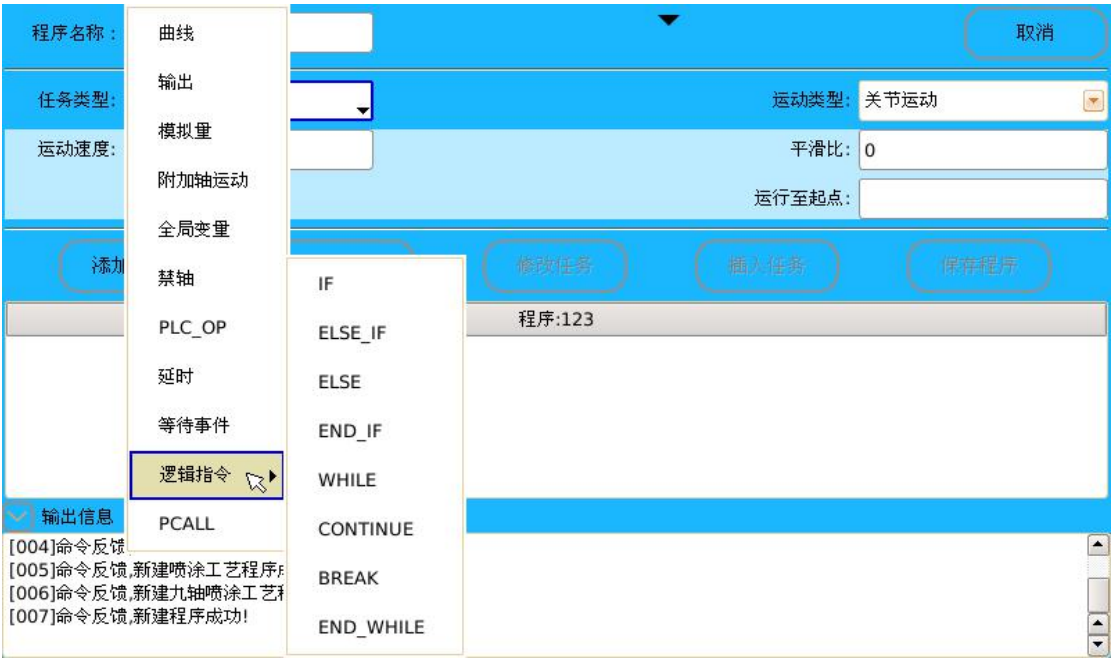 程序名称：
取消
任务类型:
运动类型:
关节运动
运动速度:
平滑比:
0
运行至起点:
曲线
输出
模拟量
附加轴运动
全局变量
禁轴
PLC_OP
延时
等待事件
逻辑指令
PCALL
IF
ELSE_IF
ELSE
END_IF
WHILE
CONTINUE
BREAK
END_WHILE
添加
修改任务
插入任务
保存程序
程序:123
输出信息
[004]命令反馈
[005]命令反馈,新建喷涂工艺程序
[006]命令反馈,新建九轴喷涂工艺
[007]命令反馈,新建程序成功!